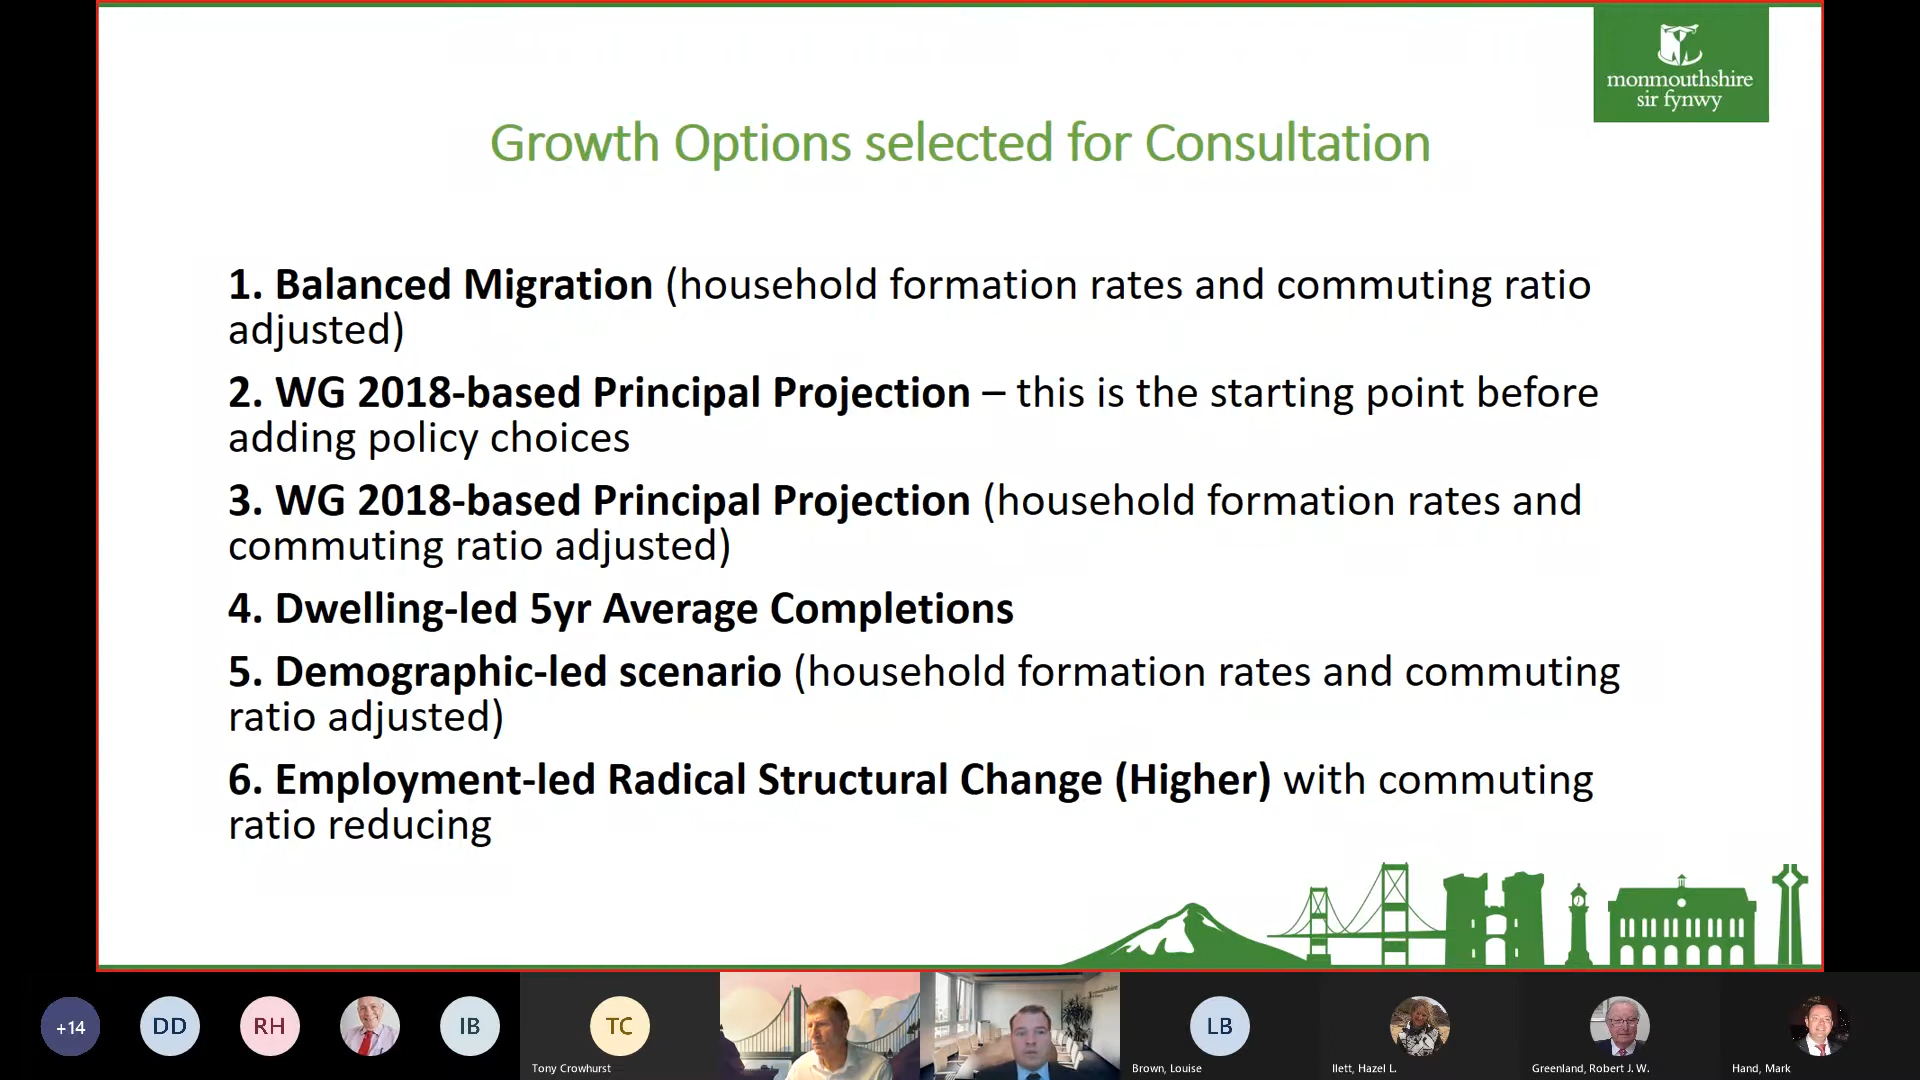 monmouthshire
sir fynwy
Growth Options selected for Consultation
1. Balanced Migration (household formation rates and commuting ratio
adjusted)
2. WG 2018-based Principal Projection – this is the starting point before
adding policy choices
3. WG 2018-based Principal Projection (household formation rates and
commuting ratio adjusted)
4. Dwelling-led 5yr Average Completions
5. Demographic-led scenario (household formation rates and commuting
ratio adjusted)
6. Employment-led Radical Structural Change (Higher) with commuting
ratio reducing
+14
DD
RH
IB
TC
Tony Crowhurst
monmouthshire
LB
Brown, Louise
Ilett, Hazel L.
Greenland, Robert J. W.
Hand, Mark